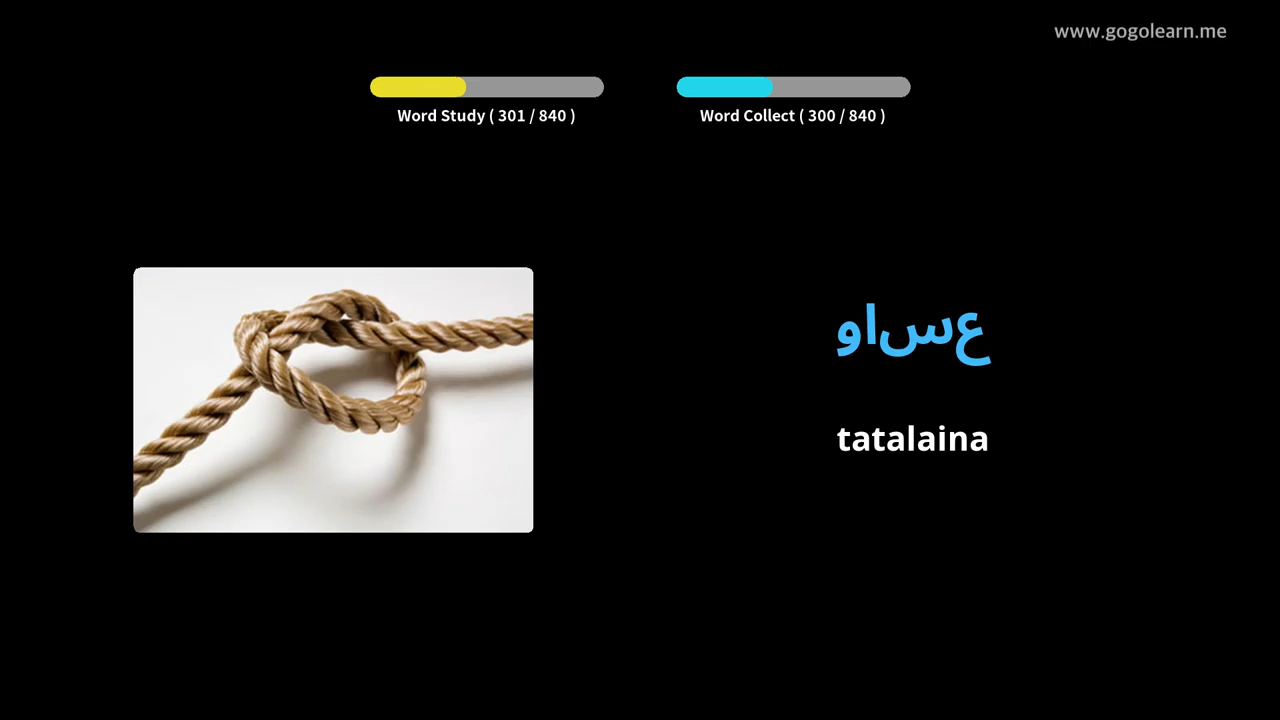 www.gogolearn.me
Word Study ( 301 / 840 )
Word Collect ( 300 / 840 )
عساو
tatalaina